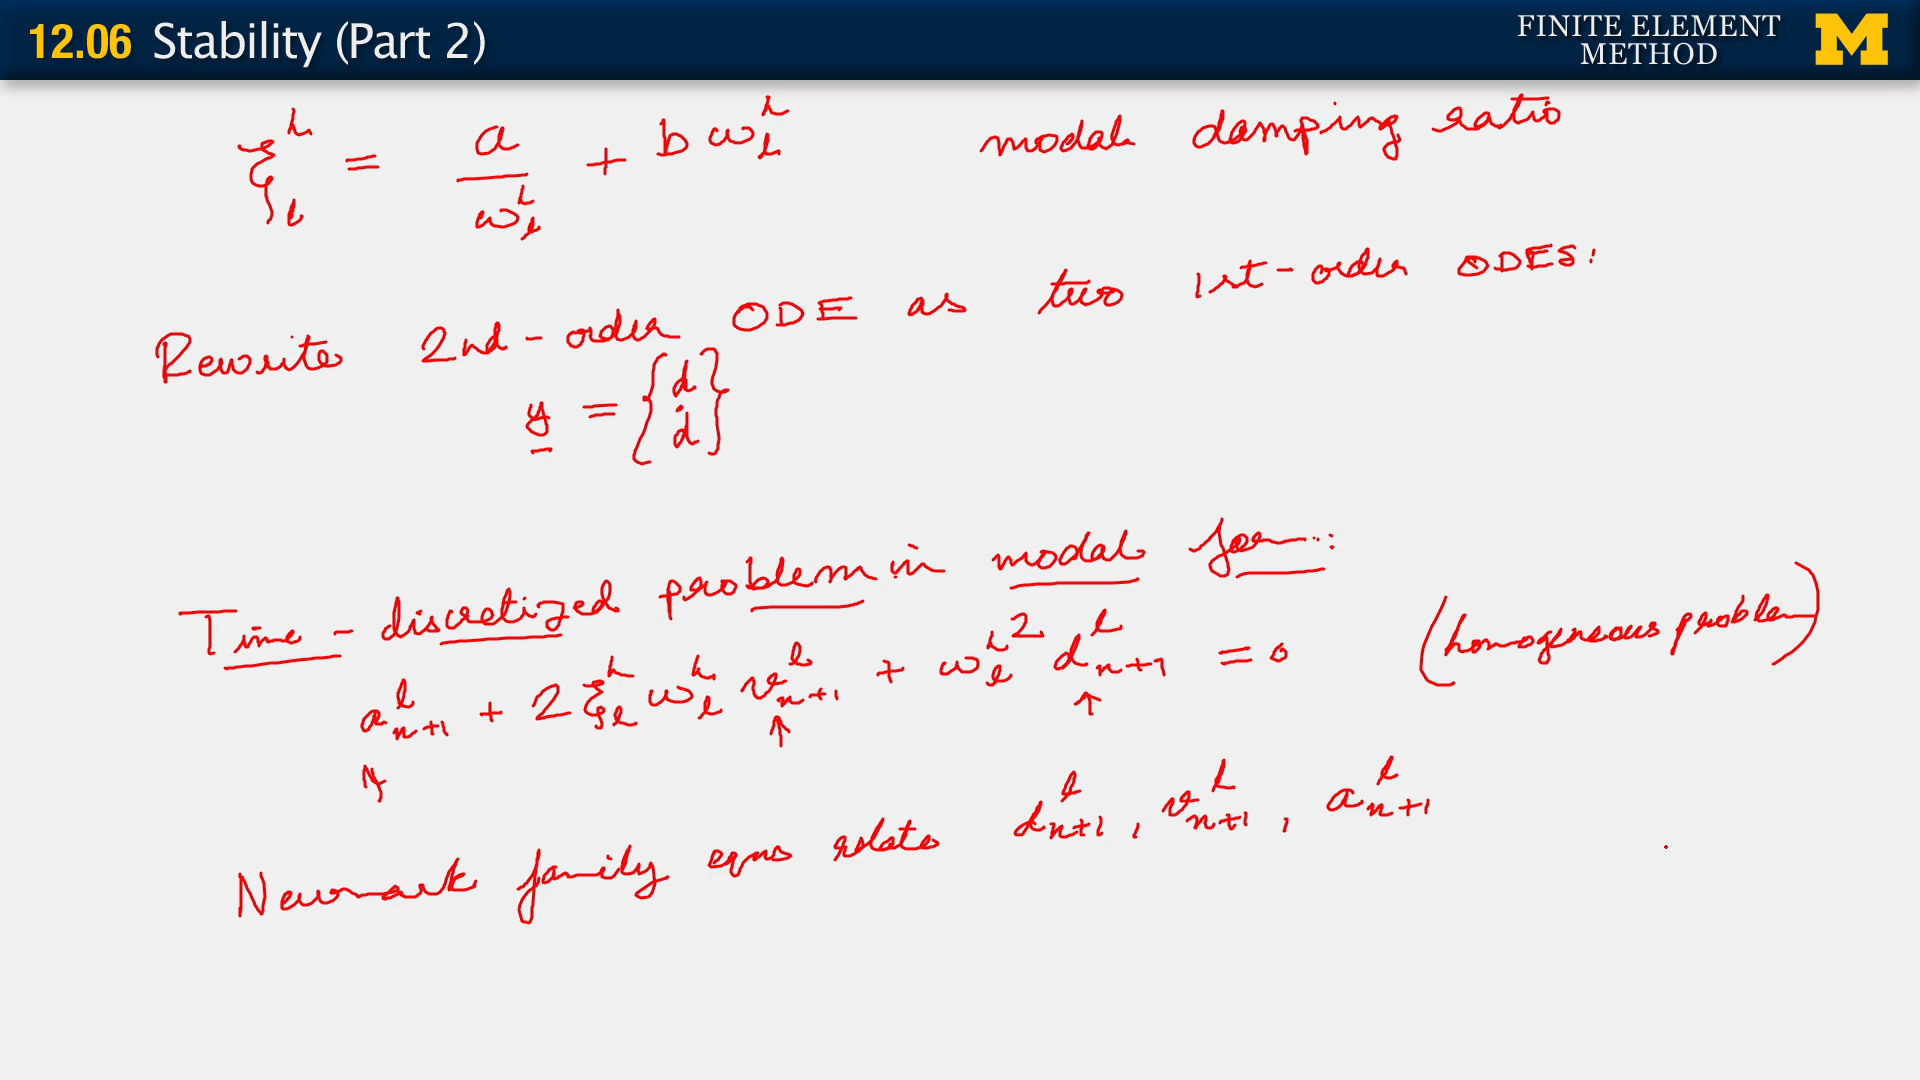 12.06 Stability (Part 2)
FINITE ELEMENT METHOD M
ξ_l^h = a / ω_l^h + b ω_l^h modal damping ratio
Rewrite 2nd-order ODE as two 1st-order ODES:
y = { d ḋ }
Time-discretized problem in modal form:
a_{n+1}^l + 2 ξ_l^h ω_l^h v_{n+1}^l + ω_l^{h 2} d_{n+1}^l = 0 (homogeneous problem)
Newmark family eqns relate d_{n+1}^l, v_{n+1}^l, a_{n+1}^l